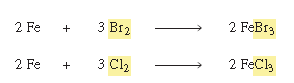 2 Fe + 3 Br₂ ⟶ 2 FeBr₃
2 Fe + 3 Cl₂ ⟶ 2 FeCl₃